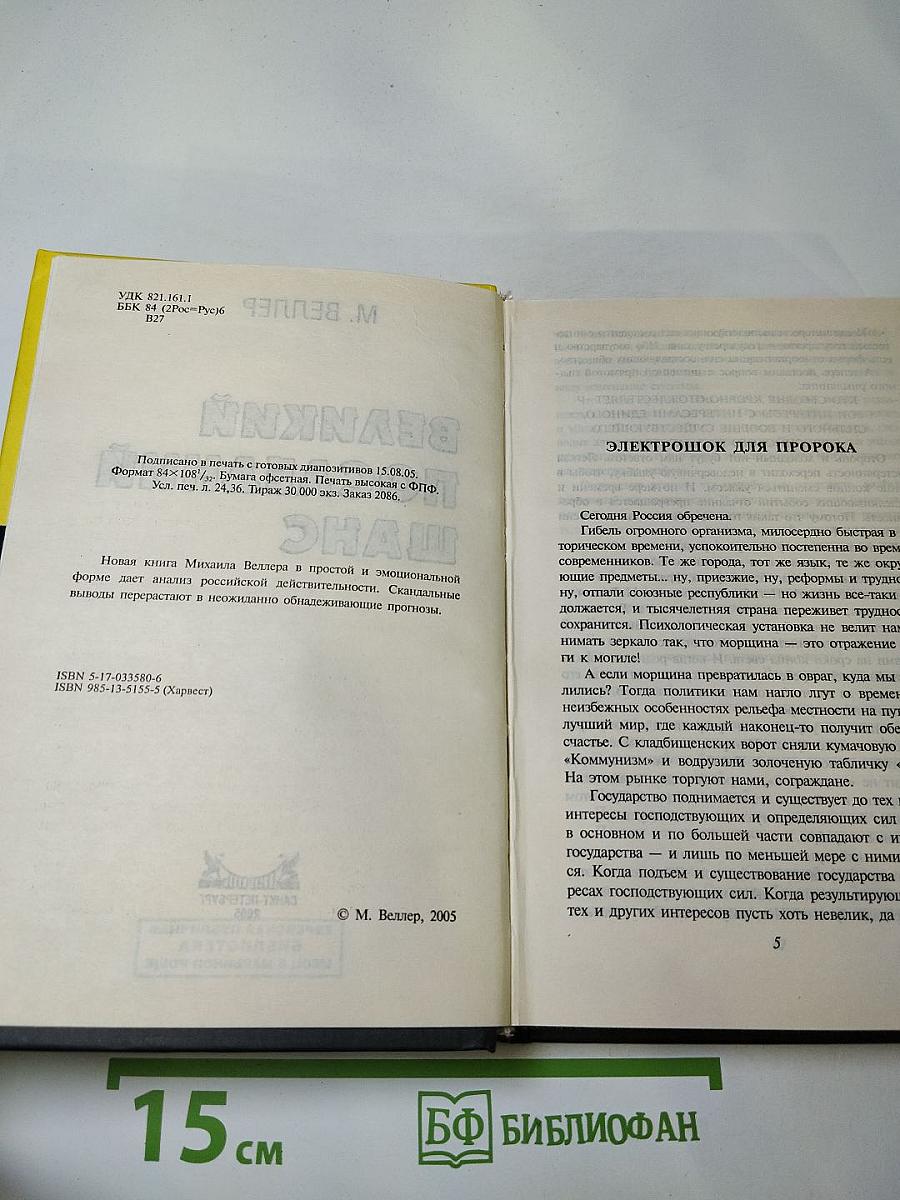 УДК 821.161.1
ББК 84 (2Рос=Рус)6
В27
М. ВЕЛЛЕР
ВЕЛИКИЙ
ШАНС
Подписано в печать с готовых диапозитивов 15.08.05.
Формат 84×108¹/₃₂. Бумага офсетная. Печать высокая с ФПФ.
Усл. печ. л. 24,36. Тираж 30 000 экз. Заказ 2086.
Новая книга Михаила Веллера в простой и эмоциональной
форме дает анализ российской действительности. Скандальные
выводы перерастают в неожиданно обнадеживающие прогнозы.
ISBN 5-17-033580-6
ISBN 985-13-5155-5 (Харвест)
САНКТ-ПЕТЕРБУРГ
2005
БИБЛИОТЕКА
© М. Веллер, 2005
ЭЛЕКТРОШОК ДЛЯ ПРОРОКА
Сегодня Россия обречена.
Гибель огромного организма, милосердно быстрая в
торическом времени, успокоительно постепенна во врем
современников. Те же города, тот же язык, те же окру
ющие предметы... ну, приезжие, ну, реформы и трудно
ну, отпали союзные республики — но жизнь все-таки
должается, и тысячелетняя страна переживет труднос
сохранится. Психологическая установка не велит нам
нимать зеркало так, что морщина — это отражение
ги к могиле!
А если морщина превратилась в овраг, куда мы
лились? Тогда политики нам нагло лгут о времен
неизбежных особенностях рельефа местности на пут
лучший мир, где каждый наконец-то получит обе
счастье. С кладбищенских ворот сняли кумачовую
«Коммунизм» и водрузили золоченую табличку «
На этом рынке торгуют нами, сограждане.
Государство поднимается и существует до тех
интересы господствующих и определяющих сил
в основном и по большей части совпадают с и
государства — и лишь по меньшей мере с ними
ся. Когда подъем и существование государства
ресах господствующих сил. Когда результирующ
тех и других интересов пусть хоть невелик, да
5
15 см
БФ БИБЛИОФАН